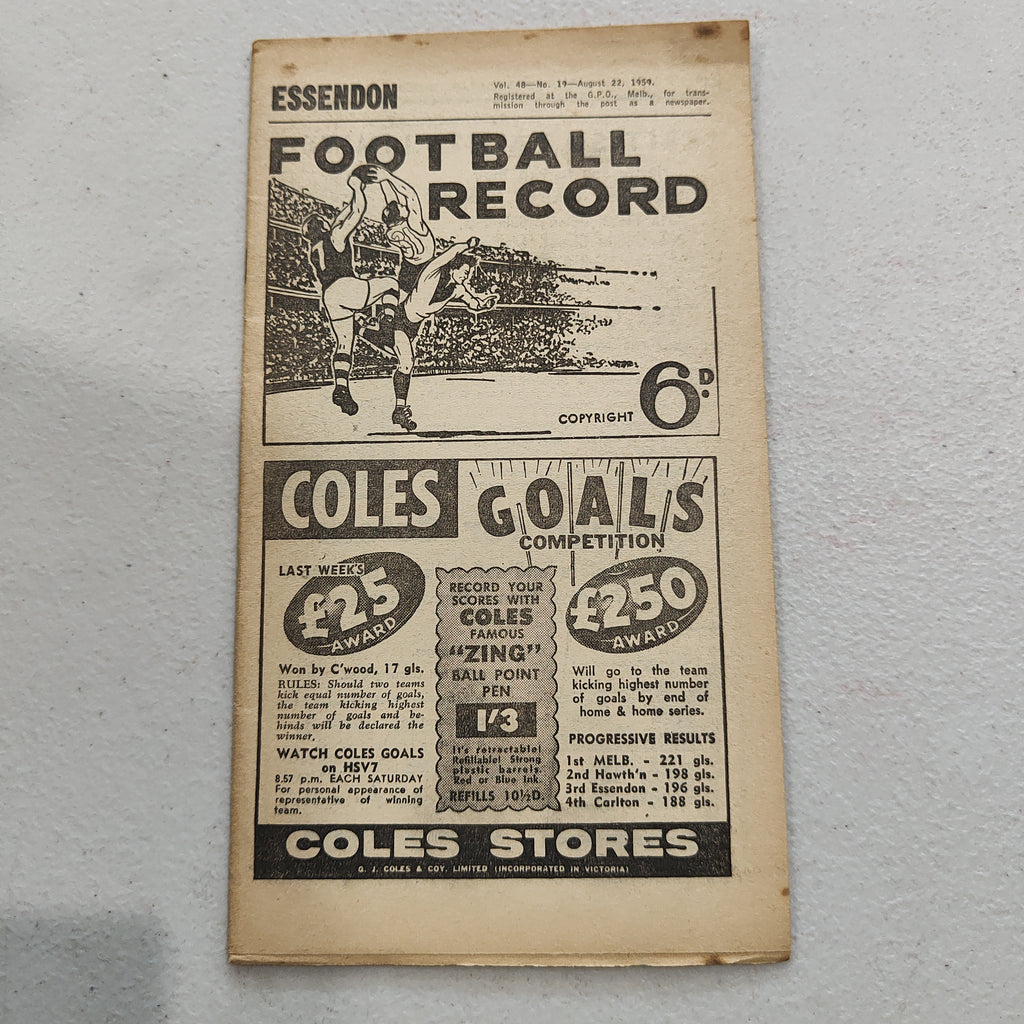 ESSENDON
Vol. 48—No. 19—August 22, 1959.
Registered at the G.P.O., Melb., for trans-
mission through the post as a newspaper.
FOOTBALL
RECORD
COPYRIGHT 6D.
COLES
GOALS
COMPETITION
LAST WEEK'S
£25
AWARD
Won by C'wood, 17 gls.
RULES: Should two teams
kick equal number of goals,
the team kicking highest
number of goals and be-
hinds will be declared the
winner.
WATCH COLES GOALS
on HSV7
8.57 p.m. EACH SATURDAY
For personal appearance of
representative of winning
team.
RECORD YOUR
SCORES WITH
COLES
FAMOUS
"ZING"
BALL POINT
PEN
1/3
It's retractable!
Refillable! Strong
plastic barrels.
Red or Blue Ink.
REFILLS 10½D.
£250
AWARD
Will go to the team
kicking highest number
of goals by end of
home & home series.
PROGRESSIVE RESULTS
1st MELB. - 221 gls.
2nd Hawth'n - 198 gls.
3rd Essendon - 196 gls.
4th Carlton - 188 gls.
COLES STORES
G. J. COLES & COY. LIMITED (INCORPORATED IN VICTORIA)